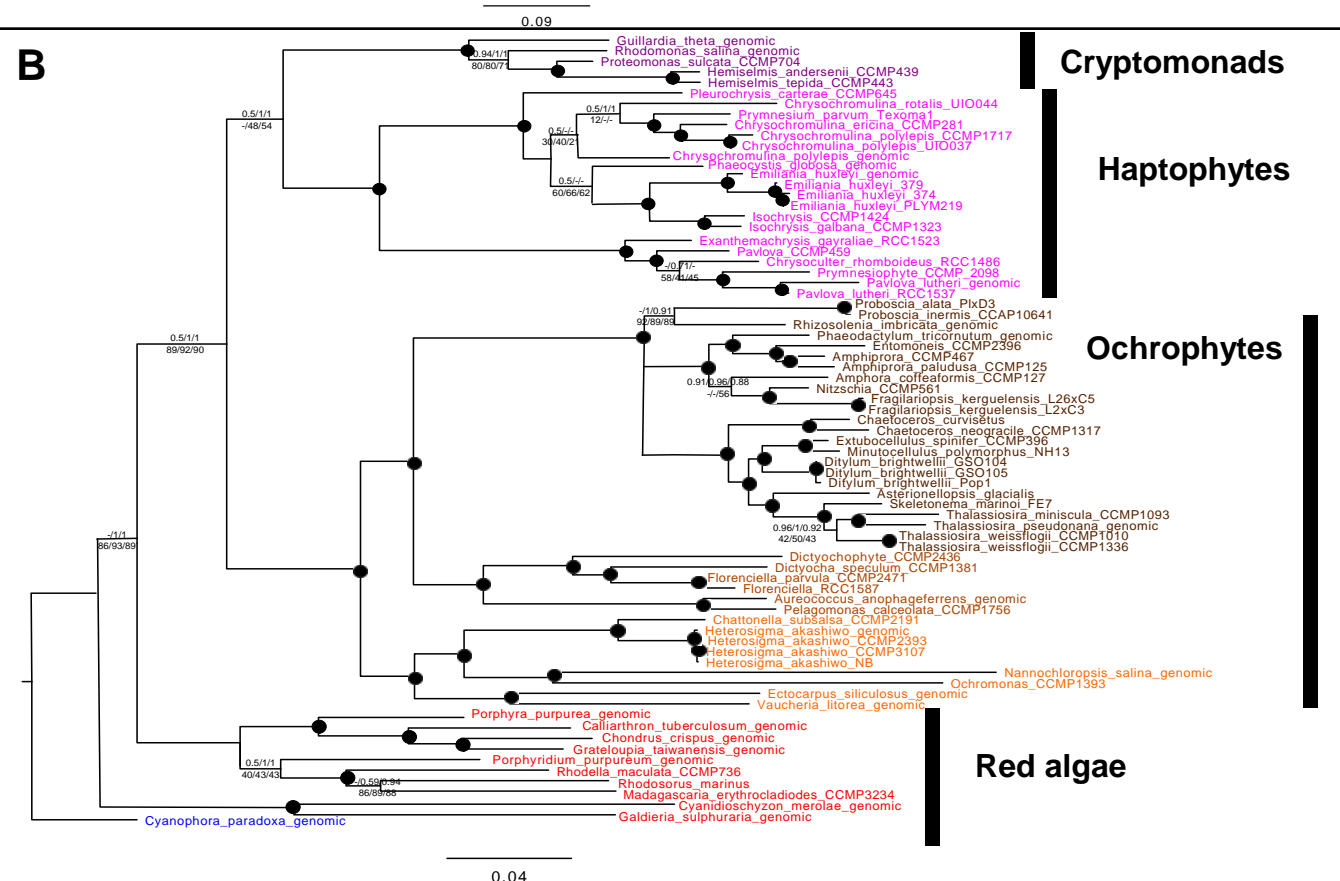 0.09
B
Guillardia_theta_genomic
0.94/1/1
Rhodomonas_salina_genomic
80/80/71
Proteomonas_sulcata_CCMP704
Hemiselmis_andersenii_CCMP439
Hemiselmis_tepida_CCMP443
Cryptomonads
Pleurochrysis_carterae_CCMP645
0.5/1/1
-/48/54
Chrysochromulina_rotalis_UIO044
0.5/1/1
12/-/-
Prymnesium_parvum_Texoma1
Chrysochromulina_ericina_CCMP281
0.5/-/-
30/40/21
Chrysochromulina_polylepis_CCMP1717
Chrysochromulina_polylepis_UIO037
Chrysochromulina_polylepis_genomic
Phaeocystis_globosa_genomic
Haptophytes
Emiliania_huxleyi_genomic
0.5/-/-
60/66/62
Emiliania_huxleyi_379
Emiliania_huxleyi_374
Emiliania_huxleyi_PLYM219
Isochrysis_CCMP1424
Isochrysis_galbana_CCMP1323
Exanthemachrysis_gayraliae_RCC1523
Pavlova_CCMP459
Chrysoculter_rhomboideus_RCC1486
-/0.71/-
58/41/45
Prymnesiophyte_CCMP_2098
Pavlova_lutheri_genomic
Pavlova_lutheri_RCC1537
Proboscia_alata_PIxD3
-/1/0.91
92/89/89
Proboscia_inermis_CCAP10641
Rhizosolenia_imbricata_genomic
Phaeodactylum_tricornutum_genomic
0.5/1/1
89/92/90
Entomoneis_CCMP2396
Ochrophytes
Amphiprora_CCMP467
Amphiprora_paludusa_CCMP125
Amphora_coffeaformis_CCMP127
0.91/0.96/0.88
-/-/56
Nitzschia_CCMP561
Fragilariopsis_kerguelensis_L26xC5
Fragilariopsis_kerguelensis_L2xC3
Chaetoceros_curvisetus
Chaetoceros_neogracile_CCMP1317
Extubocellulus_spinifer_CCMP396
Minutocellulus_polymorphus_NH13
Ditylum_brightwellii_GSO104
Ditylum_brightwellii_GSO105
Ditylum_brightwellii_Pop1
Asterionellopsis_glacialis
Skeletonema_marinoi_FE7
Thalassiosira_miniscula_CCMP1093
Thalassiosira_pseudonana_genomic
0.96/1/0.92
42/50/43
Thalassiosira_weissflogii_CCMP1010
Thalassiosira_weissflogii_CCMP1336
-/1/1
86/93/89
Dictyochophyte_CCMP2436
Dictyocha_speculum_CCMP1381
Florenciella_parvula_CCMP2471
Florenciella_RCC1587
Aureococcus_anophageferrens_genomic
Pelagomonas_calceolata_CCMP1756
Chattonella_subsalsa_CCMP2191
Heterosigma_akashiwo_genomic
Heterosigma_akashiwo_CCMP2393
Heterosigma_akashiwo_CCMP3107
Heterosigma_akashiwo_NB
Nannochloropsis_salina_genomic
Ochromonas_CCMP1393
Ectocarpus_siliculosus_genomic
Vaucheria_litorea_genomic
Porphyra_purpurea_genomic
Calliarthron_tuberculosum_genomic
Chondrus_crispus_genomic
Grateloupia_taiwanensis_genomic
0.5/1/1
40/43/43
Porphyridium_purpureum_genomic
Rhodella_maculata_CCMP736
Red algae
-/0.59/0.94
86/89/88
Rhodosorus_marinus
Madagascaria_erythrocladiodes_CCMP3234
Cyanidioschyzon_merolae_genomic
Galdieria_sulphuraria_genomic
Cyanophora_paradoxa_genomic
0.04